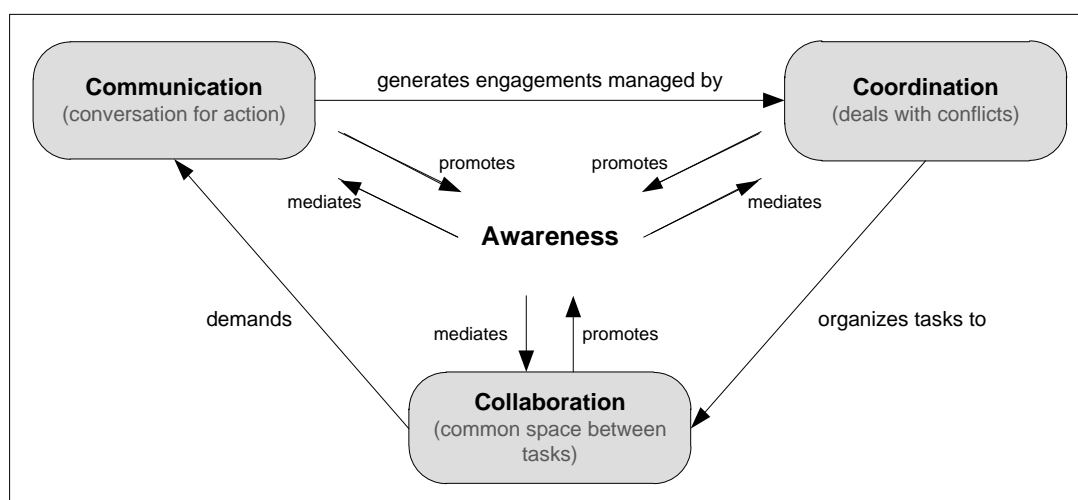 Communication
(conversation for action)
generates engagements managed by
Coordination
(deals with conflicts)
promotes
promotes
mediates
mediates
Awareness
demands
organizes tasks to
mediates
promotes
Collaboration
(common space between
tasks)